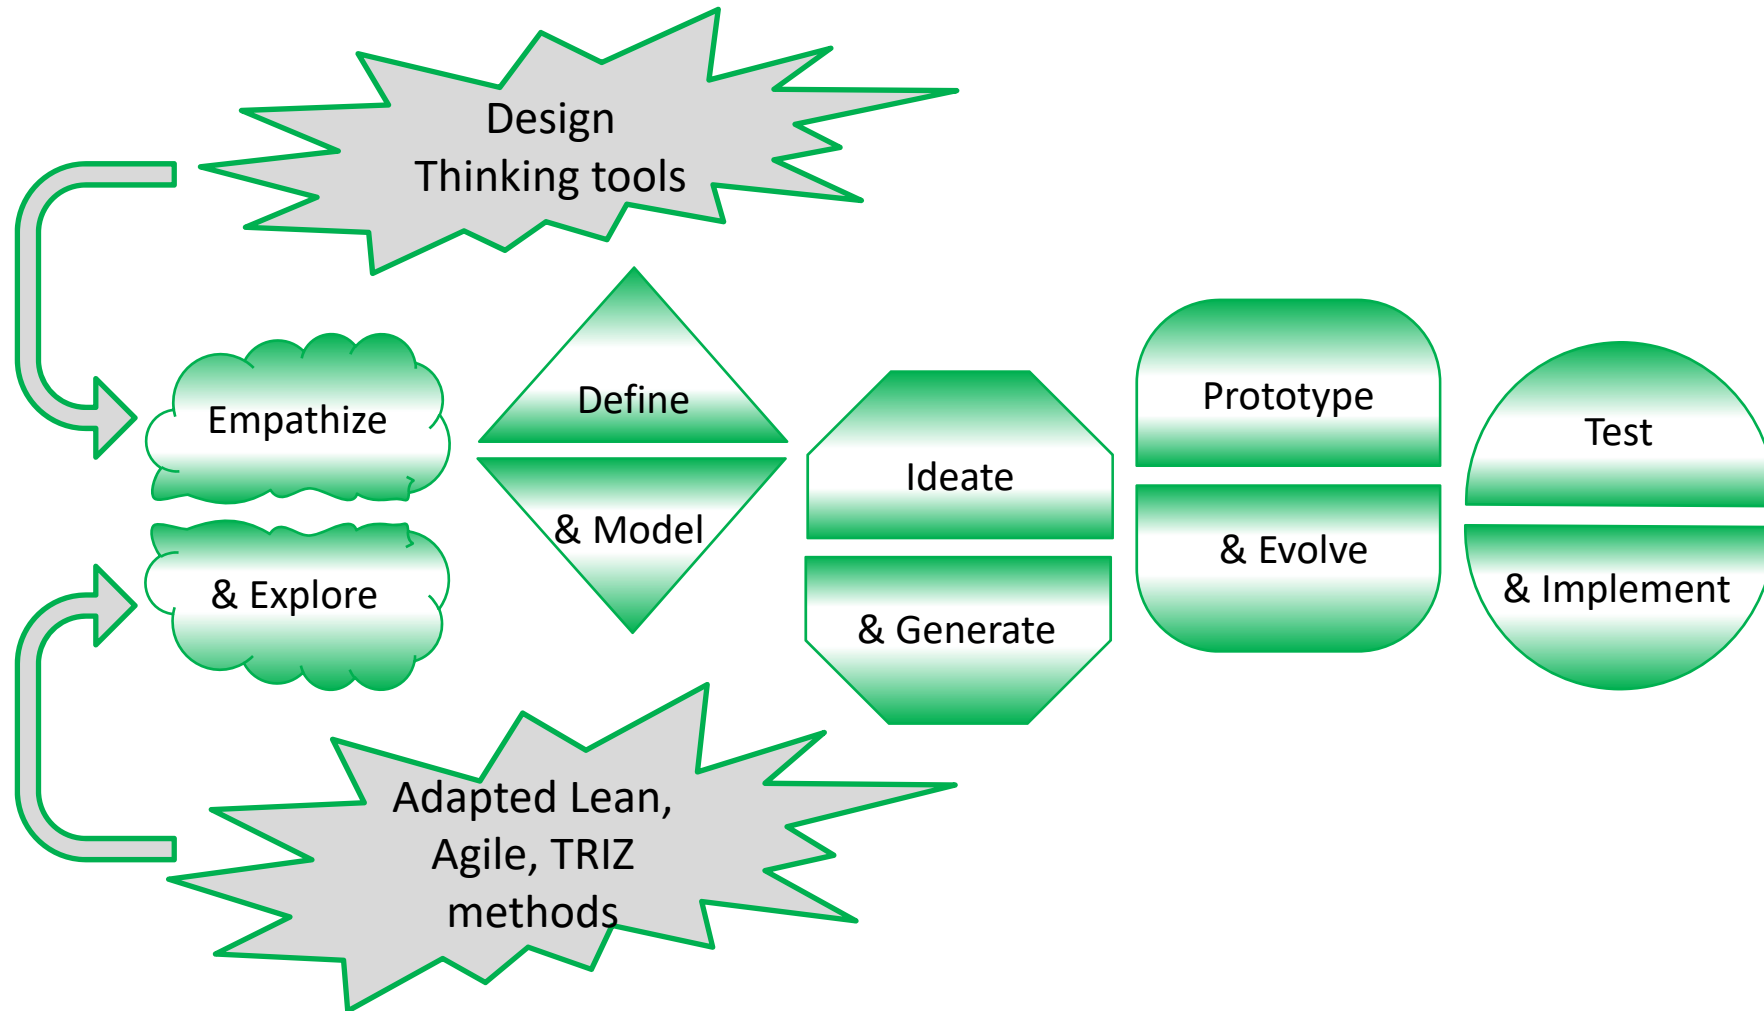 Design
Thinking tools
Empathize
& Explore
Define
& Model
Ideate
& Generate
Prototype
& Evolve
Test
& Implement
Adapted Lean,
Agile, TRIZ
methods